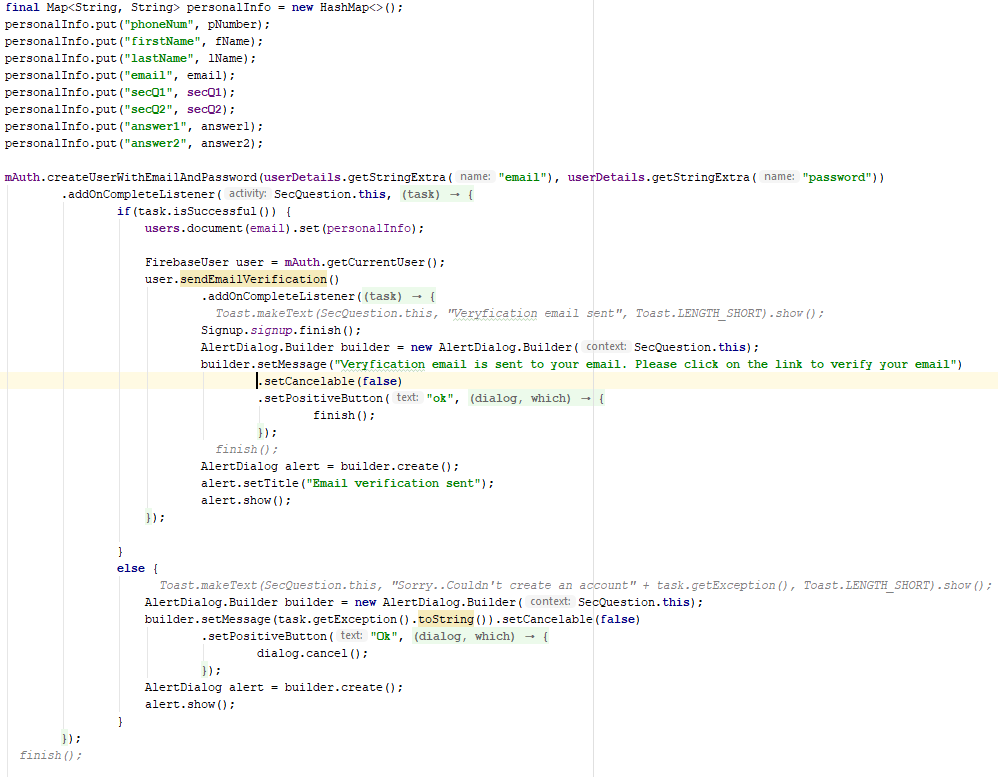 final Map<String, String> personalInfo = new HashMap<>();
personalInfo.put("phoneNum", pNumber);
personalInfo.put("firstName", fName);
personalInfo.put("lastName", lName);
personalInfo.put("email", email);
personalInfo.put("secQ1", secQ1);
personalInfo.put("secQ2", secQ2);
personalInfo.put("answer1", answer1);
personalInfo.put("answer2", answer2);
mAuth.createUserWithEmailAndPassword(userDetails.getStringExtra( name: "email"), userDetails.getStringExtra( name: "password"))
.addOnCompleteListener( activity: SecQuestion.this, (task) → {
if(task.isSuccessful()) {
users.document(email).set(personalInfo);
FirebaseUser user = mAuth.getCurrentUser();
user.sendEmailVerification()
.addOnCompleteListener((task) → {
Toast.makeText(SecQuestion.this, "Veryfication email sent", Toast.LENGTH_SHORT).show();
Signup.signup.finish();
AlertDialog.Builder builder = new AlertDialog.Builder( context: SecQuestion.this);
builder.setMessage("Veryfication email is sent to your email. Please click on the link to verify your email")
.setCancelable(false)
.setPositiveButton( text: "ok", (dialog, which) → {
finish();
});
finish();
AlertDialog alert = builder.create();
alert.setTitle("Email verification sent");
alert.show();
});
}
else {
Toast.makeText(SecQuestion.this, "Sorry..Couldn't create an account" + task.getException(), Toast.LENGTH_SHORT).show();
AlertDialog.Builder builder = new AlertDialog.Builder( context: SecQuestion.this);
builder.setMessage(task.getException().toString()).setCancelable(false)
.setPositiveButton( text: "Ok", (dialog, which) → {
dialog.cancel();
});
AlertDialog alert = builder.create();
alert.show();
}
});
finish();